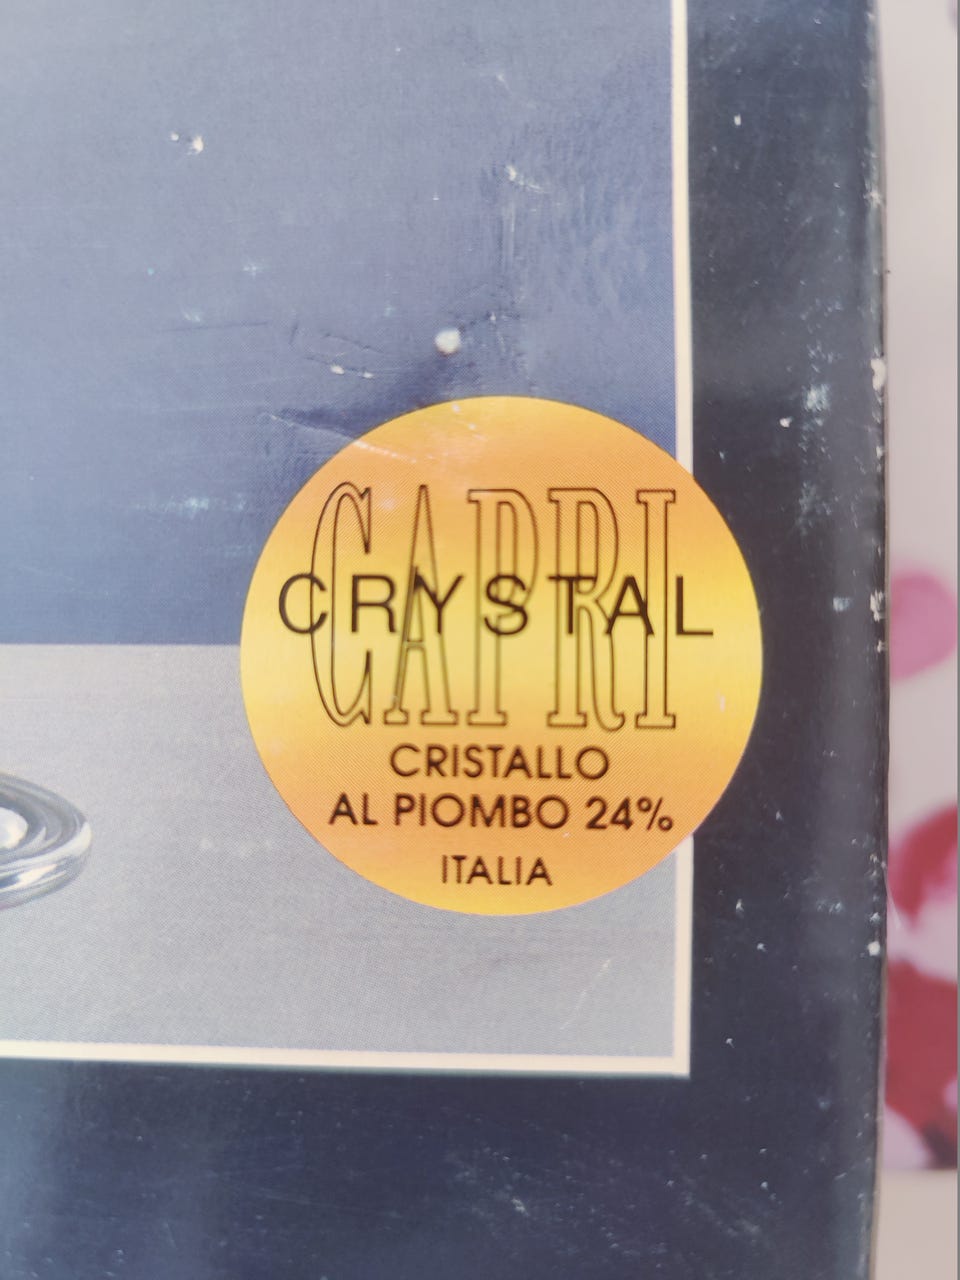 CAPRI
CRYSTAL
CRISTALLO
AL PIOMBO 24%
ITALIA